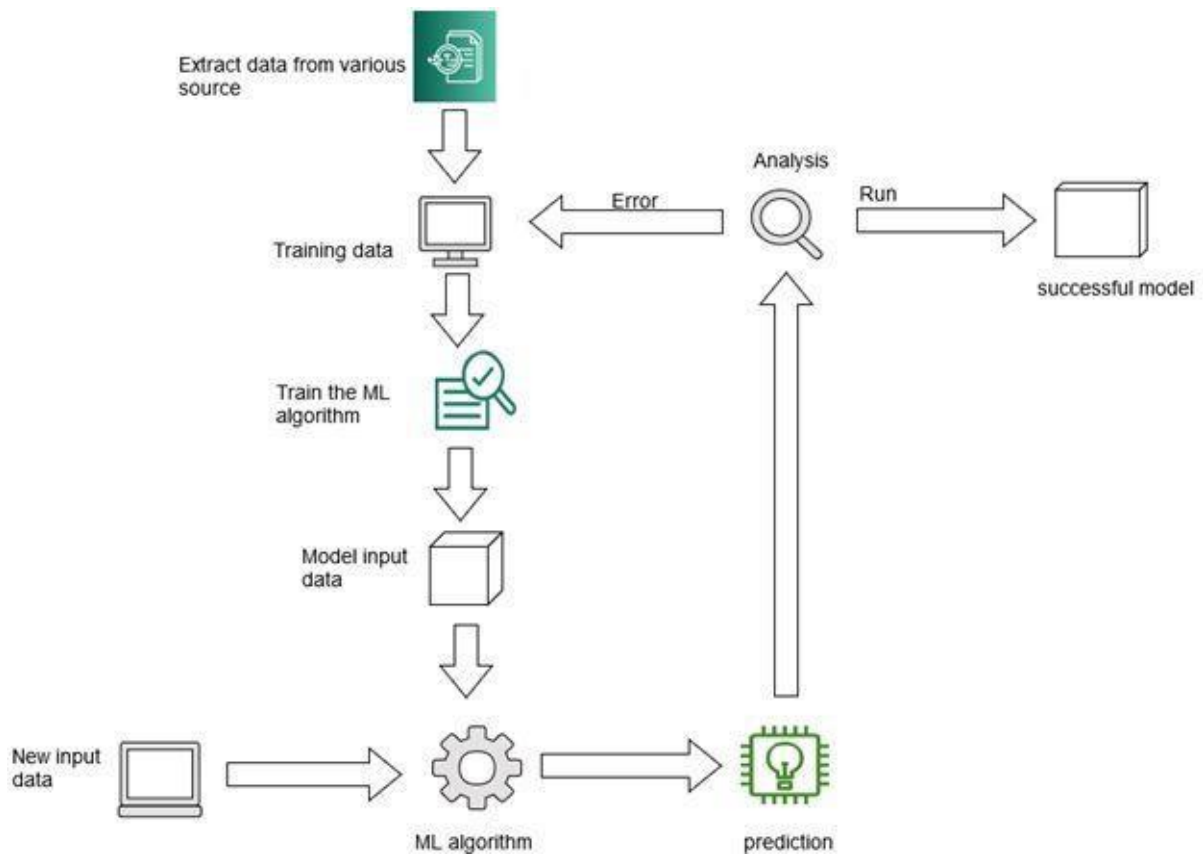 Extract data from various
source
Analysis
Error
Run
Training data
successful model
Train the ML
algorithm
Model input
data
New input
data
ML algorithm
prediction